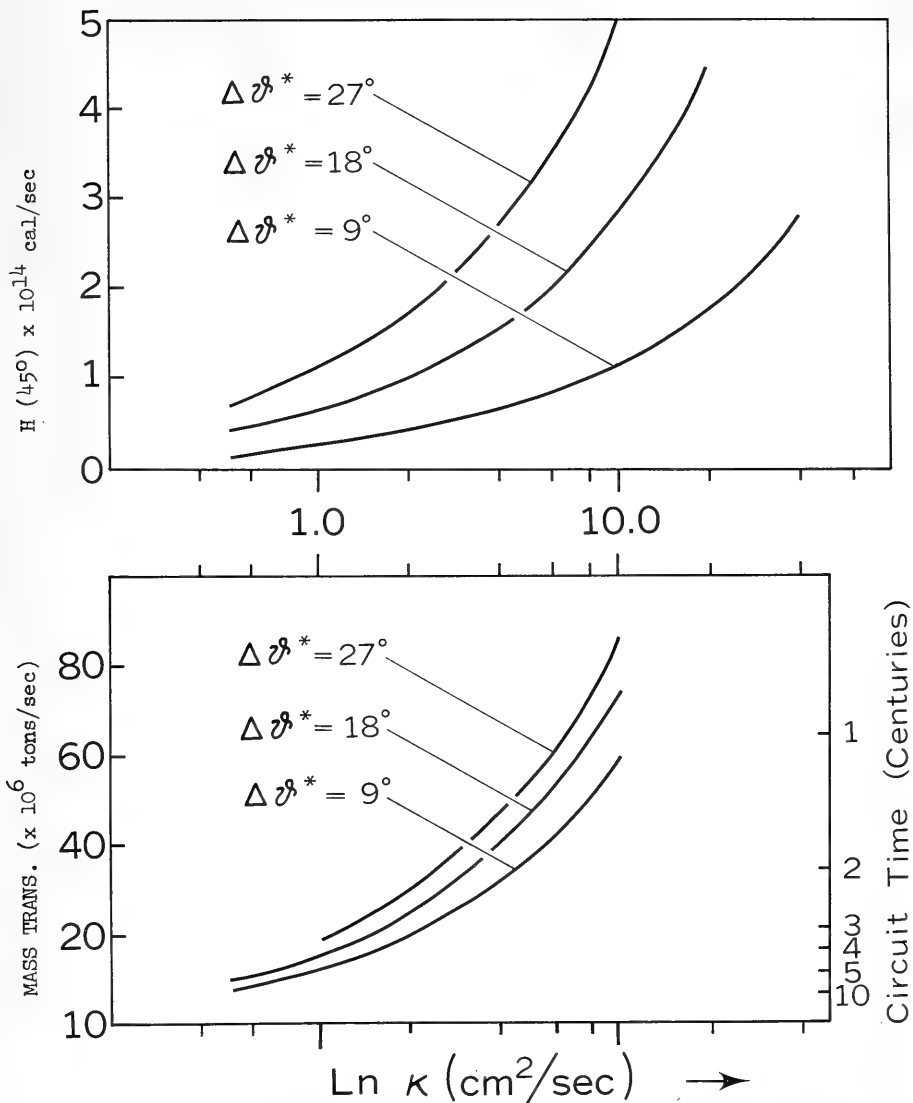 5
4
3
2
1
0
H (45°) x 10^14 cal/sec
Δϑ* = 27°
Δϑ* = 18°
Δϑ* = 9°
1.0
10.0
80
60
40
20
10
MASS TRANS. (x 10^6 tons/sec)
Δϑ* = 27°
Δϑ* = 18°
Δϑ* = 9°
1
2
3
4
5
10
Circuit Time (Centuries)
Ln κ (cm²/sec) →